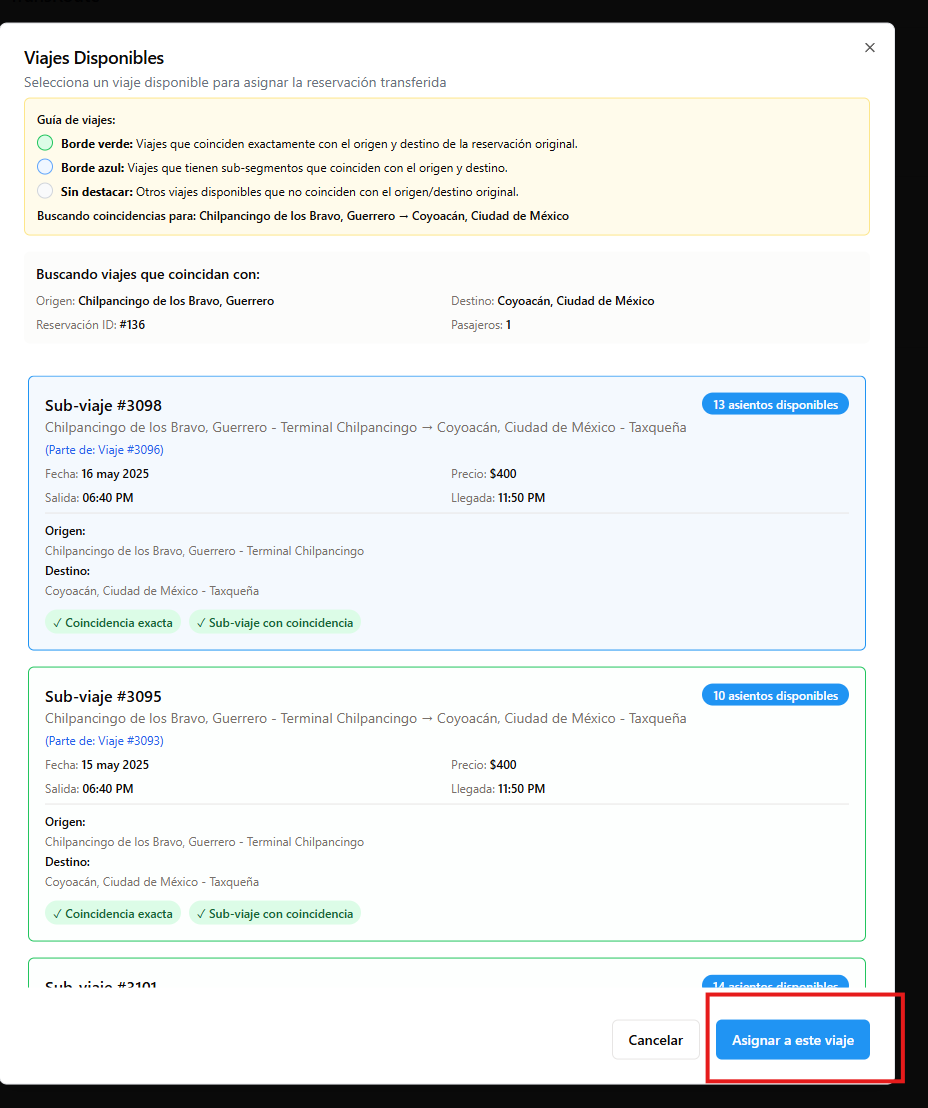 Viajes Disponibles
Selecciona un viaje disponible para asignar la reservación transferida
Guía de viajes:
Borde verde: Viajes que coinciden exactamente con el origen y destino de la reservación original.
Borde azul: Viajes que tienen sub-segmentos que coinciden con el origen y destino.
Sin destacar: Otros viajes disponibles que no coinciden con el origen/destino original.
Buscando coincidencias para: Chilpancingo de los Bravo, Guerrero → Coyoacán, Ciudad de México
Buscando viajes que coincidan con:
Origen: Chilpancingo de los Bravo, Guerrero
Destino: Coyoacán, Ciudad de México
Reservación ID: #136
Pasajeros: 1
Sub-viaje #3098
13 asientos disponibles
Chilpancingo de los Bravo, Guerrero - Terminal Chilpancingo → Coyoacán, Ciudad de México - Taxqueña
(Parte de: Viaje #3096)
Fecha: 16 may 2025
Precio: $400
Salida: 06:40 PM
Llegada: 11:50 PM
Origen:
Chilpancingo de los Bravo, Guerrero - Terminal Chilpancingo
Destino:
Coyoacán, Ciudad de México - Taxqueña
✓ Coincidencia exacta
✓ Sub-viaje con coincidencia
Sub-viaje #3095
10 asientos disponibles
Chilpancingo de los Bravo, Guerrero - Terminal Chilpancingo → Coyoacán, Ciudad de México - Taxqueña
(Parte de: Viaje #3093)
Fecha: 15 may 2025
Precio: $400
Salida: 06:40 PM
Llegada: 11:50 PM
Origen:
Chilpancingo de los Bravo, Guerrero - Terminal Chilpancingo
Destino:
Coyoacán, Ciudad de México - Taxqueña
✓ Coincidencia exacta
✓ Sub-viaje con coincidencia
Sub-viaje #3101
14 asientos disponibles
Cancelar
Asignar a este viaje